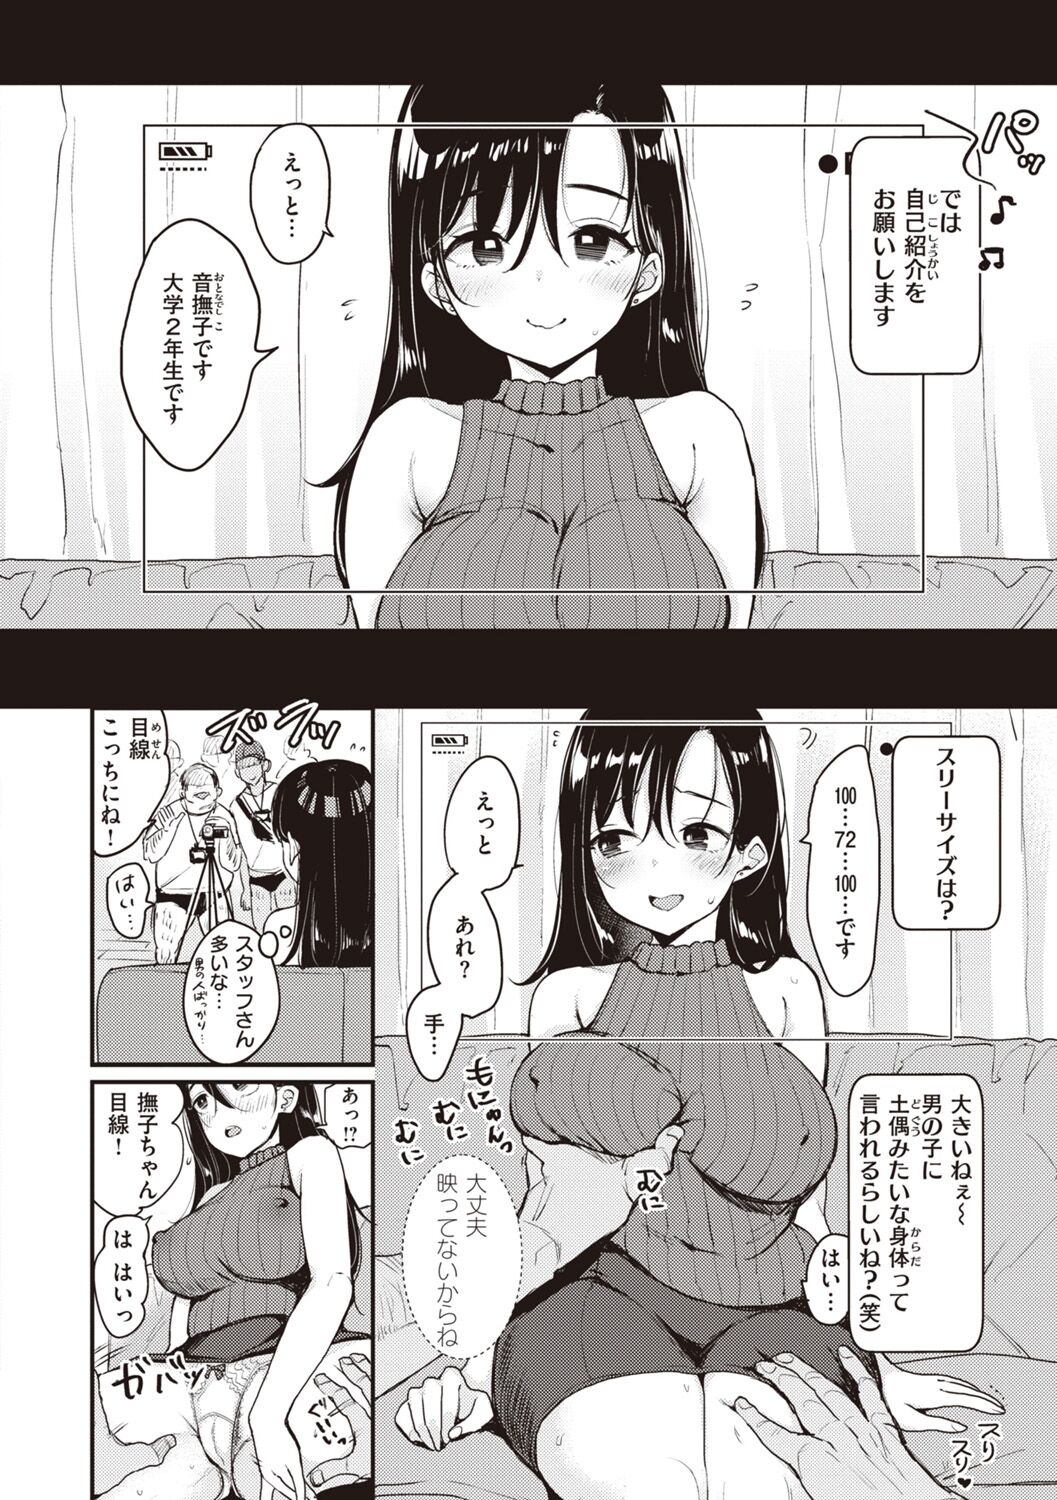 パッ
では
自己紹介を
お願いします
えっと…
音撫子です
大学2年生です
スリーサイズは?
100…72…100…です
えっと
あれ?
手…
大きいねぇ〜
男の子に
土偶みたいな身体って
言われるらしいね?(笑)
はい…
もにゅんっ
むに
むに
むに
大丈夫
映ってないからね
スリ
スリ♥
ズラッ
目線
こっちにね!
はい…
スタッフさん
多いな…
男の人ばっかり…
あっ!?
撫子ちゃん
目線!
は はいっ
ガバッ
ぐいっ